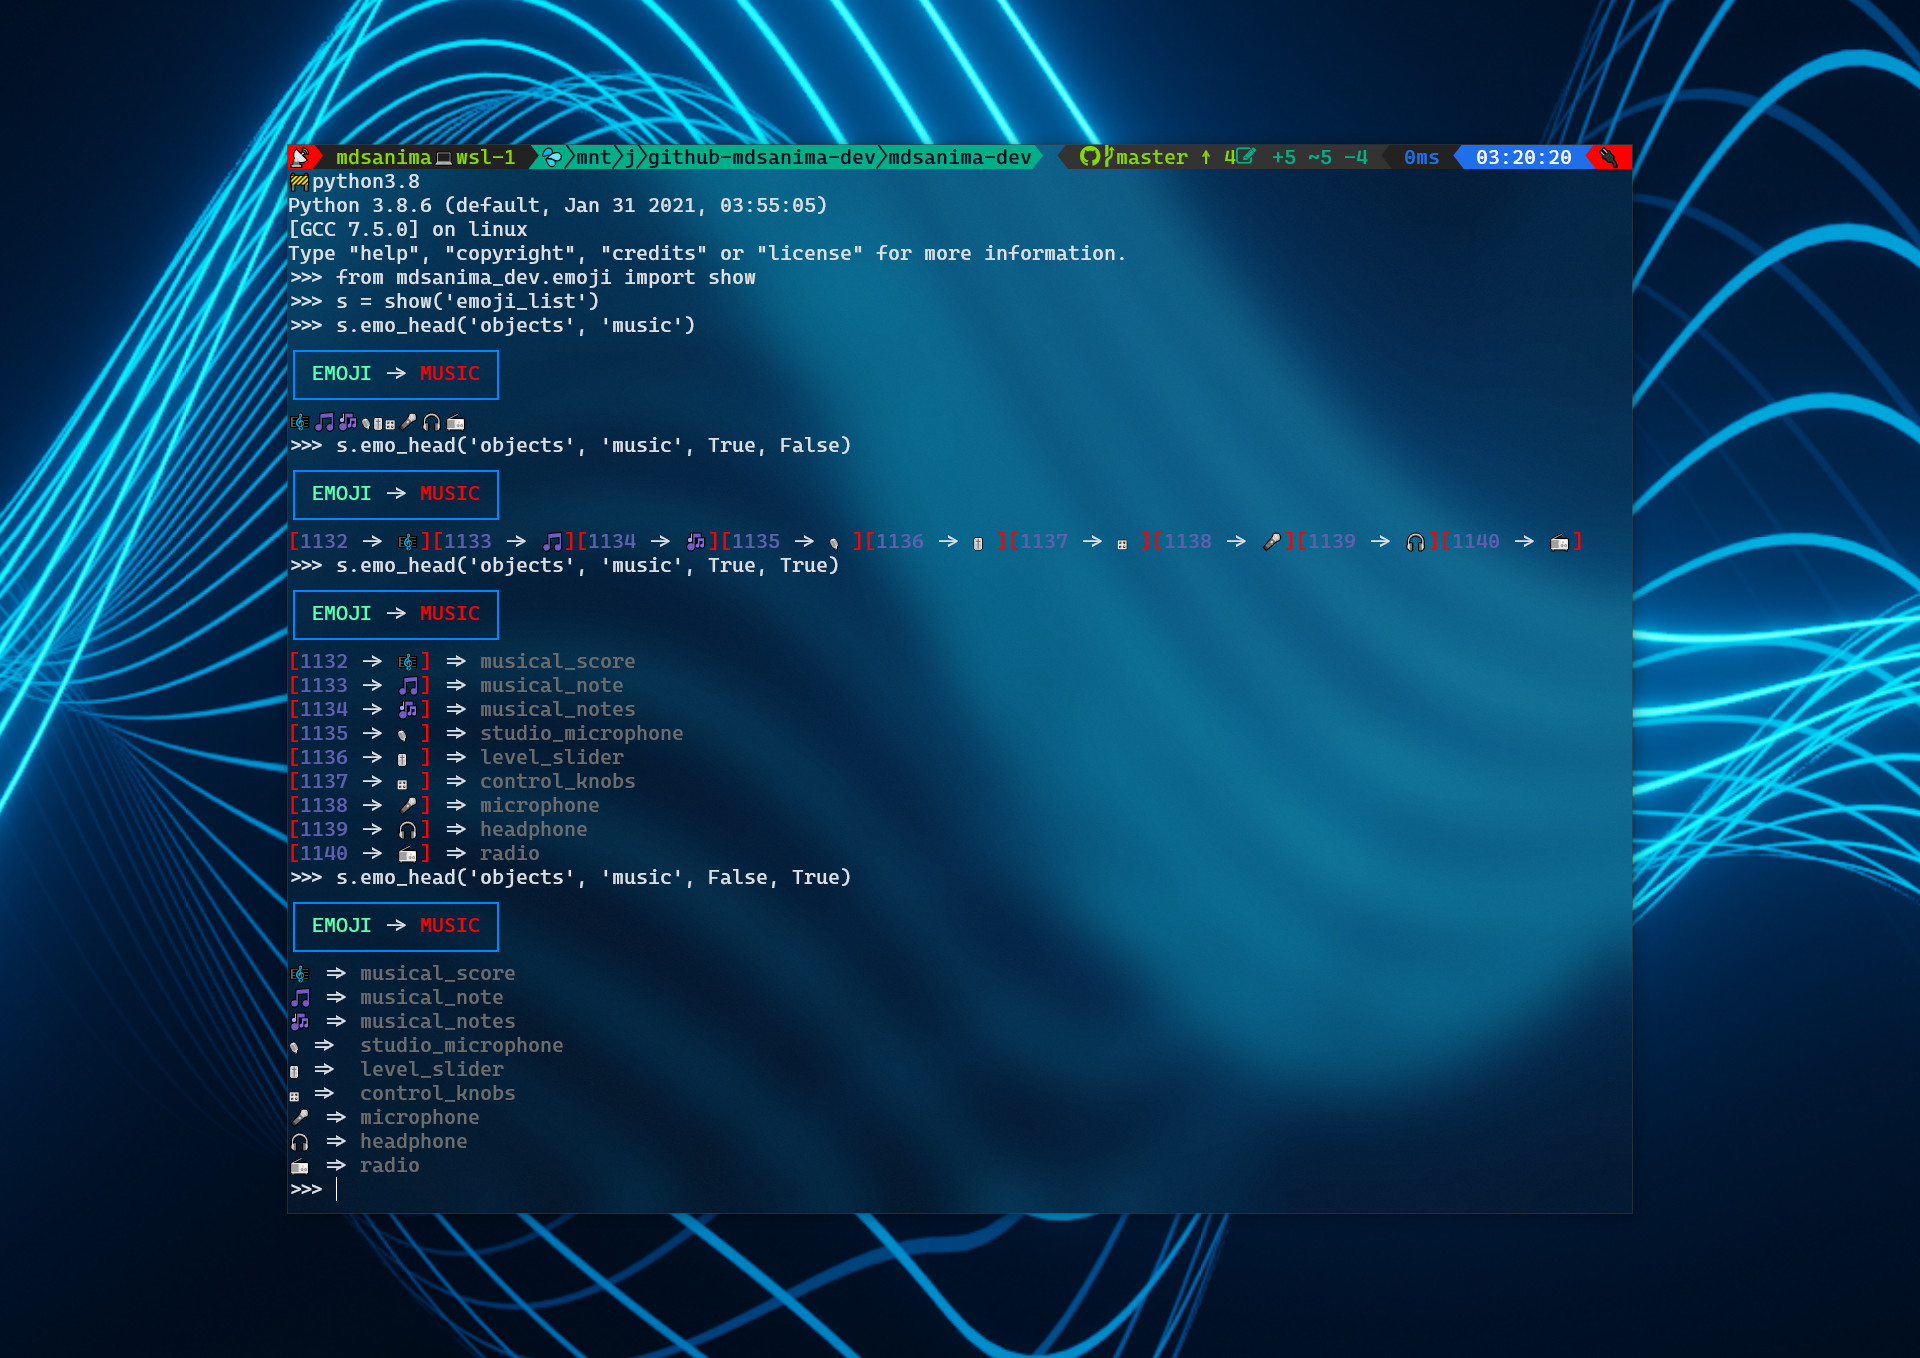 mdsanima💻wsl-1 mnt j github-mdsanima-dev mdsanima-dev master ↑ 4 +5 ~5 -4 0ms 03:20:20
🚧python3.8
Python 3.8.6 (default, Jan 31 2021, 03:55:05)
[GCC 7.5.0] on linux
Type "help", "copyright", "credits" or "license" for more information.
>>> from mdsanima_dev.emoji import show
>>> s = show('emoji_list')
>>> s.emo_head('objects', 'music')
EMOJI → MUSIC
🎼🎵🎶🎙🎚🎛🎤🎧📻
>>> s.emo_head('objects', 'music', True, False)
EMOJI → MUSIC
[1132 → 🎼][1133 → 🎵][1134 → 🎶][1135 → 🎙 ][1136 → 🎚 ][1137 → 🎛 ][1138 → 🎤][1139 → 🎧][1140 → 📻]
>>> s.emo_head('objects', 'music', True, True)
EMOJI → MUSIC
[1132 → 🎼] ⇒ musical_score
[1133 → 🎵] ⇒ musical_note
[1134 → 🎶] ⇒ musical_notes
[1135 → 🎙 ] ⇒ studio_microphone
[1136 → 🎚 ] ⇒ level_slider
[1137 → 🎛 ] ⇒ control_knobs
[1138 → 🎤] ⇒ microphone
[1139 → 🎧] ⇒ headphone
[1140 → 📻] ⇒ radio
>>> s.emo_head('objects', 'music', False, True)
EMOJI → MUSIC
🎼 ⇒ musical_score
🎵 ⇒ musical_note
🎶 ⇒ musical_notes
🎙 ⇒ studio_microphone
🎚 ⇒ level_slider
🎛 ⇒ control_knobs
🎤 ⇒ microphone
🎧 ⇒ headphone
📻 ⇒ radio
>>>